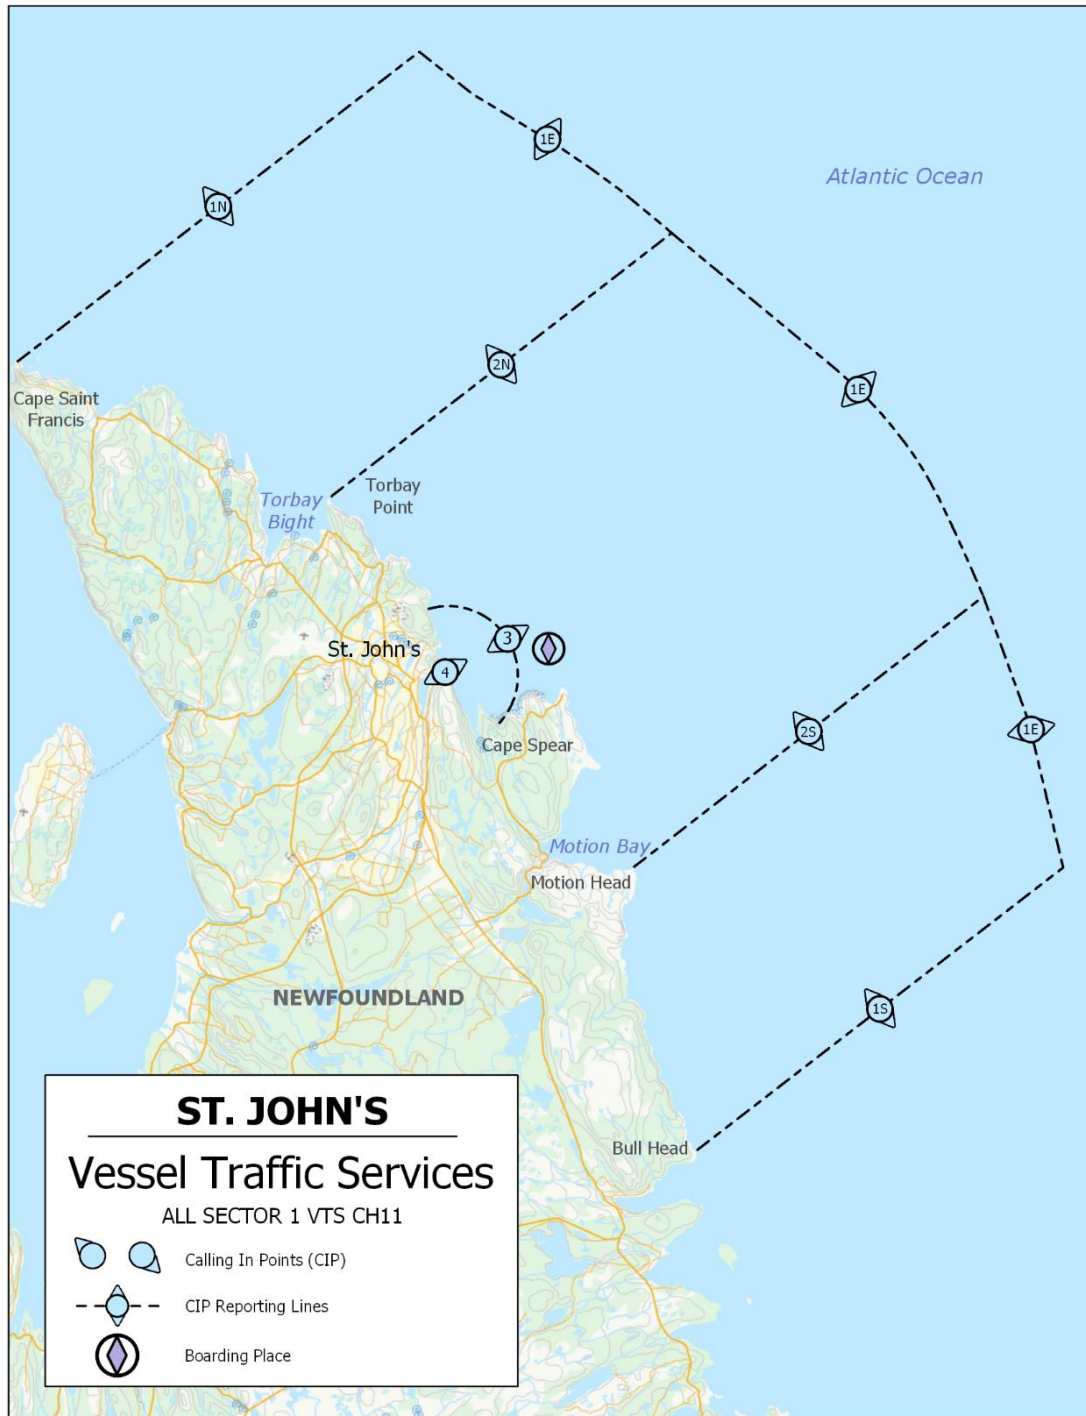 1E
Atlantic Ocean
1N
2N
1E
Cape Saint
Francis
Torbay
Bight
Torbay
Point
St. John's
3
4
Cape Spear
2S
1E
Motion Bay
Motion Head
NEWFOUNDLAND
1S
Bull Head
ST. JOHN'S
Vessel Traffic Services
ALL SECTOR 1 VTS CH11
Calling In Points (CIP)
CIP Reporting Lines
Boarding Place